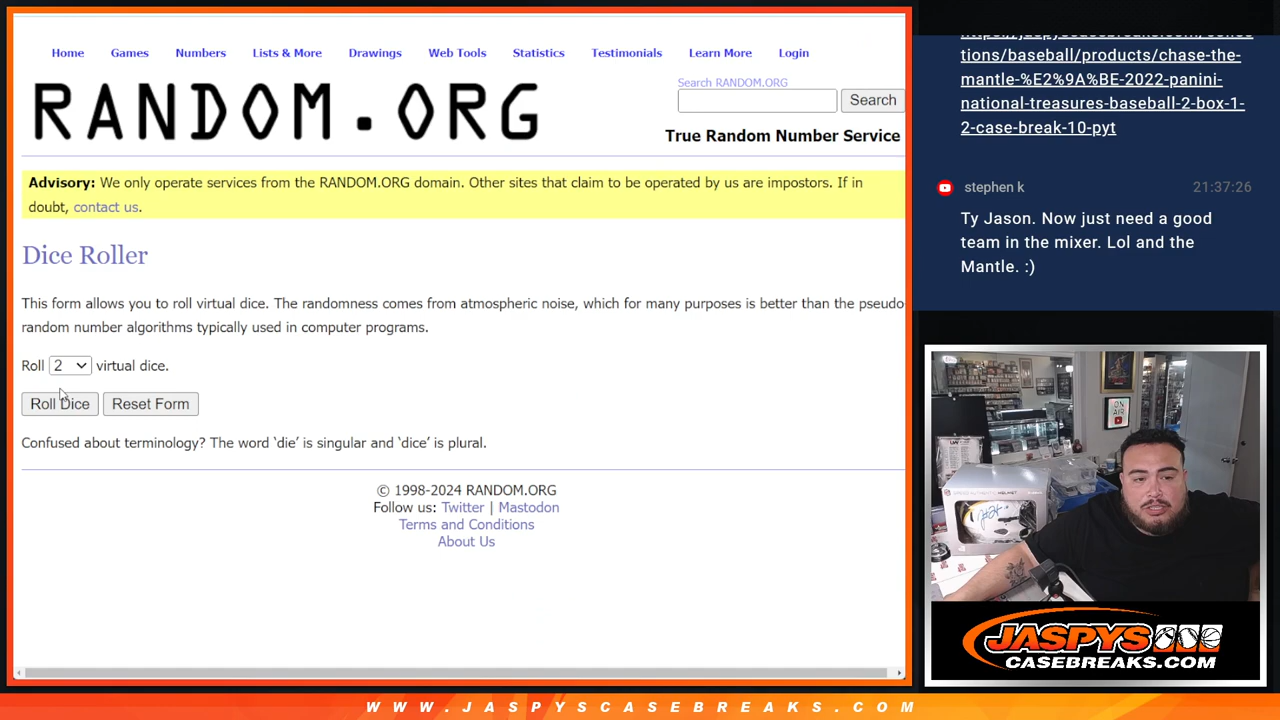 Home Games Numbers Lists & More Drawings Web Tools Statistics Testimonials Learn More Login
RANDOM.ORG
Search RANDOM.ORG
Search
True Random Number Service
Advisory: We only operate services from the RANDOM.ORG domain. Other sites that claim to be operated by us are impostors. If in
doubt, contact us.
Dice Roller
This form allows you to roll virtual dice. The randomness comes from atmospheric noise, which for many purposes is better than the pseudo-
random number algorithms typically used in computer programs.
Roll 2 virtual dice.
Roll Dice Reset Form
Confused about terminology? The word ‘die’ is singular and ‘dice’ is plural.
© 1998-2024 RANDOM.ORG
Follow us: Twitter | Mastodon
Terms and Conditions
About Us
tions/baseball/products/chase-the-
mantle-%E2%9A%BE-2022-panini-
national-treasures-baseball-2-box-1-
2-case-break-10-pyt
stephen k 21:37:26
Ty Jason. Now just need a good
team in the mixer. Lol and the
Mantle. :)
ON
AIR
JASPYS
CASEBREAKS.COM
WWW.JASPYSCASEBREAKS.COM